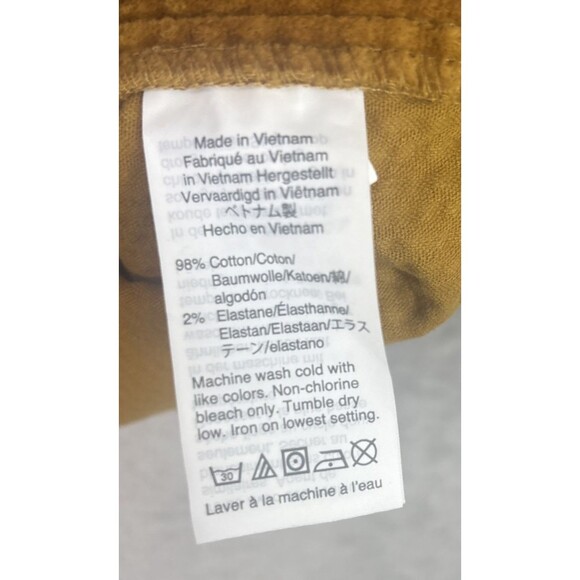 Made in Vietnam
Fabriqué au Vietnam
in Vietnam Hergestellt
Vervaardigd in Viêtnam
ベトナム製
Hecho en Vietnam
98% Cotton/Coton/
Baumwolle/Katoen/綿/
algodón
2% Elastane/Élasthanne/
Elastan/Elastaan/エラス
テーン/elastano
Machine wash cold with
like colors. Non-chlorine
bleach only. Tumble dry
low. Iron on lowest setting.
30
Laver à la machine à l'eau